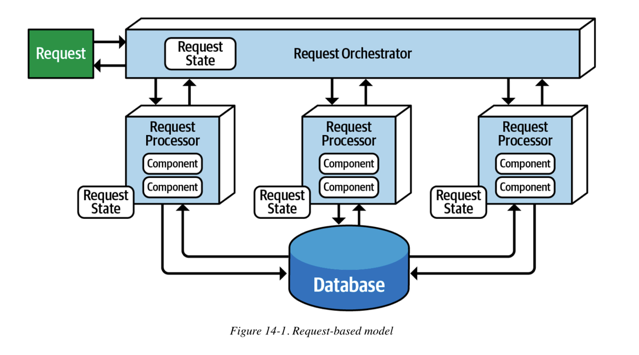 Request
Request
State
Request Orchestrator
Request
Processor
Component
Component
Request
State
Request
Processor
Component
Component
Request
State
Request
Processor
Component
Component
Request
State
Database
Figure 14-1. Request-based model